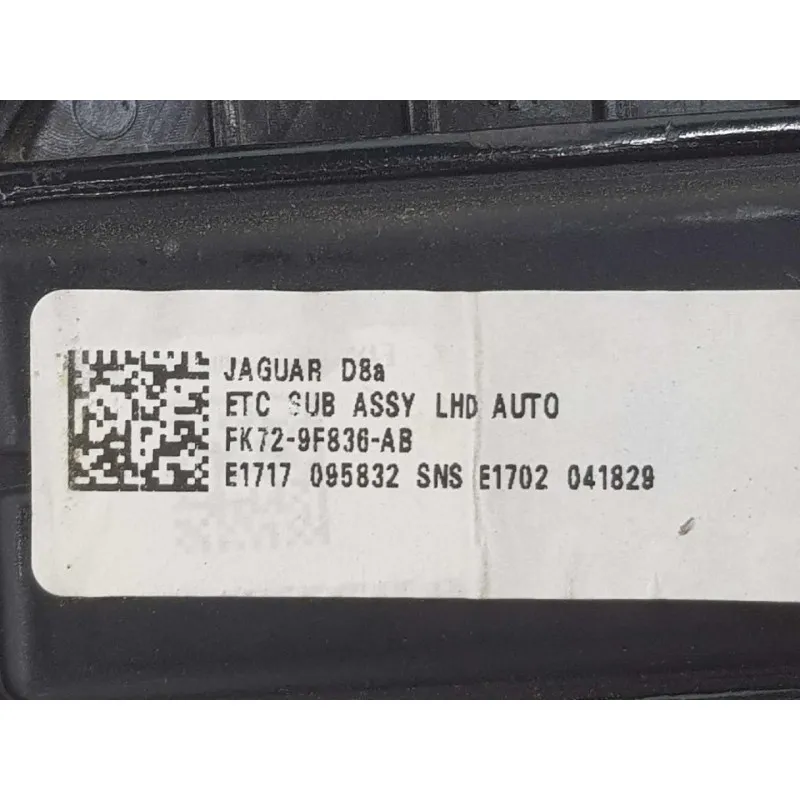 JAGUAR D8a
ETC SUB ASSY LHD AUTO
FK72-9F836-AB
E1717 095832 SNS E1702 041829